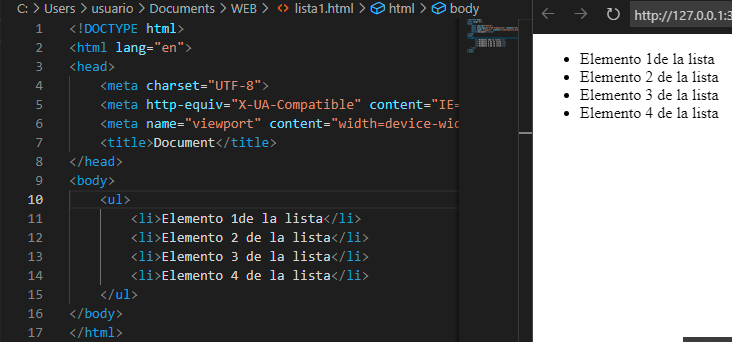 C: > Users > usuario > Documents > WEB > <> lista1.html > html > body
1 <!DOCTYPE html>
2 <html lang="en">
3 <head>
4 <meta charset="UTF-8">
5 <meta http-equiv="X-UA-Compatible" content="IE=
6 <meta name="viewport" content="width=device-wid
7 <title>Document</title>
8 </head>
9 <body>
10 <ul>
11 <li>Elemento 1de la lista</li>
12 <li>Elemento 2 de la lista</li>
13 <li>Elemento 3 de la lista</li>
14 <li>Elemento 4 de la lista</li>
15 </ul>
16 </body>
17 </html>
http://127.0.0.1:3
• Elemento 1de la lista
• Elemento 2 de la lista
• Elemento 3 de la lista
• Elemento 4 de la lista